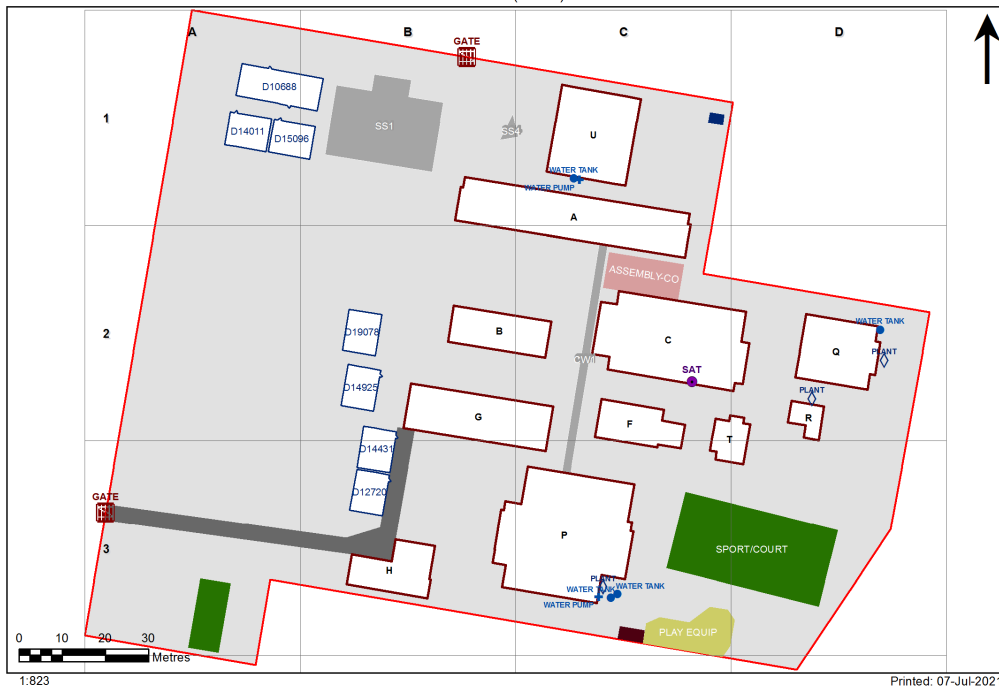 A
B
C
D
GATE
1
D10688
D14011
D15096
SS1
SS4
U
WATER TANK
WATER PUMP
A
ASSEMBLY-CO
2
D19078
D14925
B
C
CW1
SAT
Q
WATER TANK
PLANT
PLANT
R
G
F
T
D14431
D12720
GATE
3
H
P
SPORT/COURT
PLANT
WATER TANK
WATER TANK
WATER PUMP
PLAY EQUIP
0 10 20 30
Metres
1:823
Printed: 07-Jul-2021